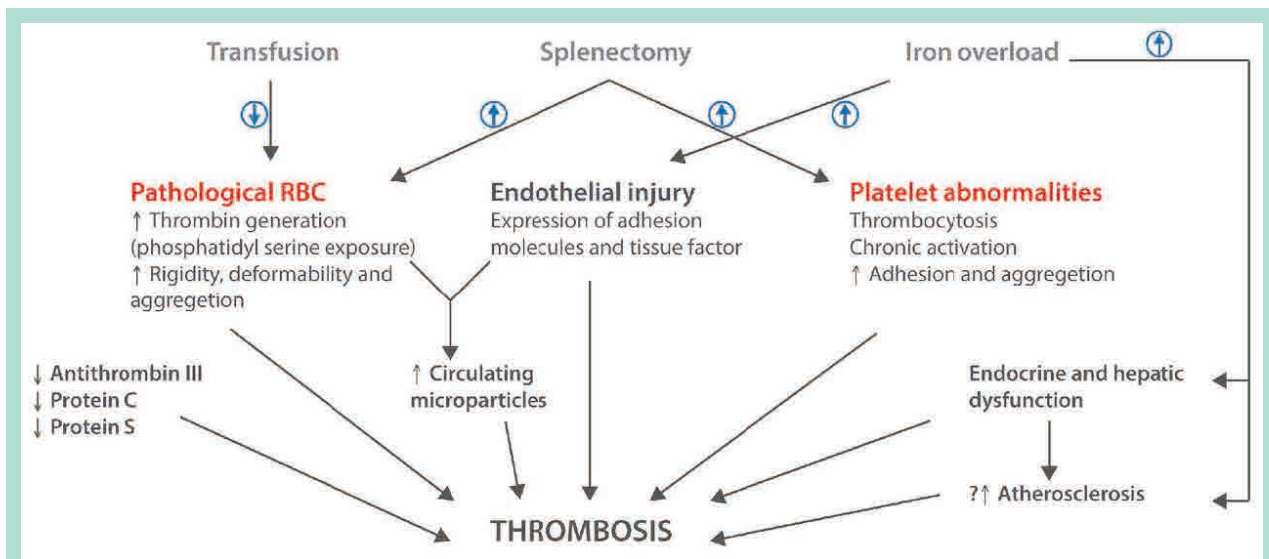 Transfusion
Splenectomy
Iron overload
Pathological RBC
↑ Thrombin generation
(phosphatidyl serine exposure)
↑ Rigidity, deformability and
aggregetion
Endothelial injury
Expression of adhesion
molecules and tissue factor
Platelet abnormalities
Thrombocytosis
Chronic activation
↑ Adhesion and aggregetion
↓ Antithrombin III
↓ Protein C
↓ Protein S
↑ Circulating
microparticles
Endocrine and hepatic
dysfunction
?↑ Atherosclerosis
THROMBOSIS